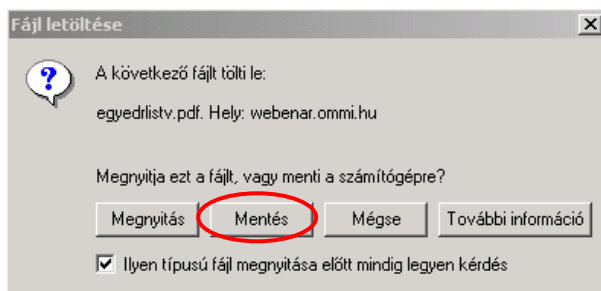 Fájl letöltése
A következő fájlt tölti le:
egyedrlistv.pdf. Hely: webenar.ommi.hu
Megnyitja ezt a fájlt, vagy menti a számítógépre?
Megnyitás Mentés Mégse További információ
Ilyen típusú fájl megnyitása előtt mindig legyen kérdés